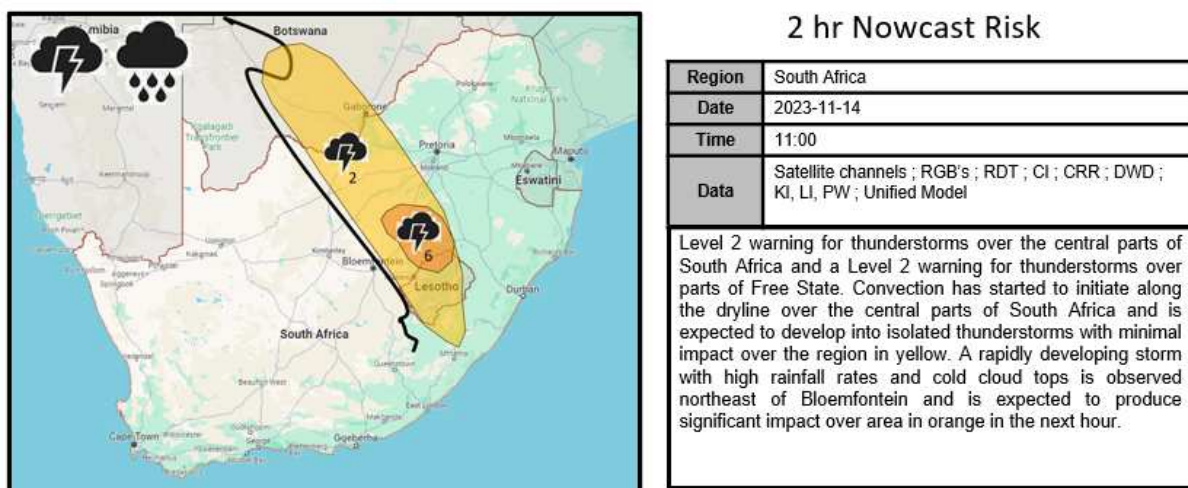 2 hr Nowcast Risk
Region South Africa
Date 2023-11-14
Time 11:00
Data Satellite channels ; RGB's ; RDT ; CI ; CRR ; DWD ;
KI, LI, PW ; Unified Model
Level 2 warning for thunderstorms over the central parts of
South Africa and a Level 2 warning for thunderstorms over
parts of Free State. Convection has started to initiate along
the dryline over the central parts of South Africa and is
expected to develop into isolated thunderstorms with minimal
impact over the region in yellow. A rapidly developing storm
with high rainfall rates and cold cloud tops is observed
northeast of Bloemfontein and is expected to produce
significant impact over area in orange in the next hour.
Botswana
Gaborone
Pretoria
Maputo
Eswatini
2
6
Kimberley
Lesotho
Durban
South Africa
Mthatha
Queenstown
Beaufort West
East London
Cape Town
George
Gqeberha